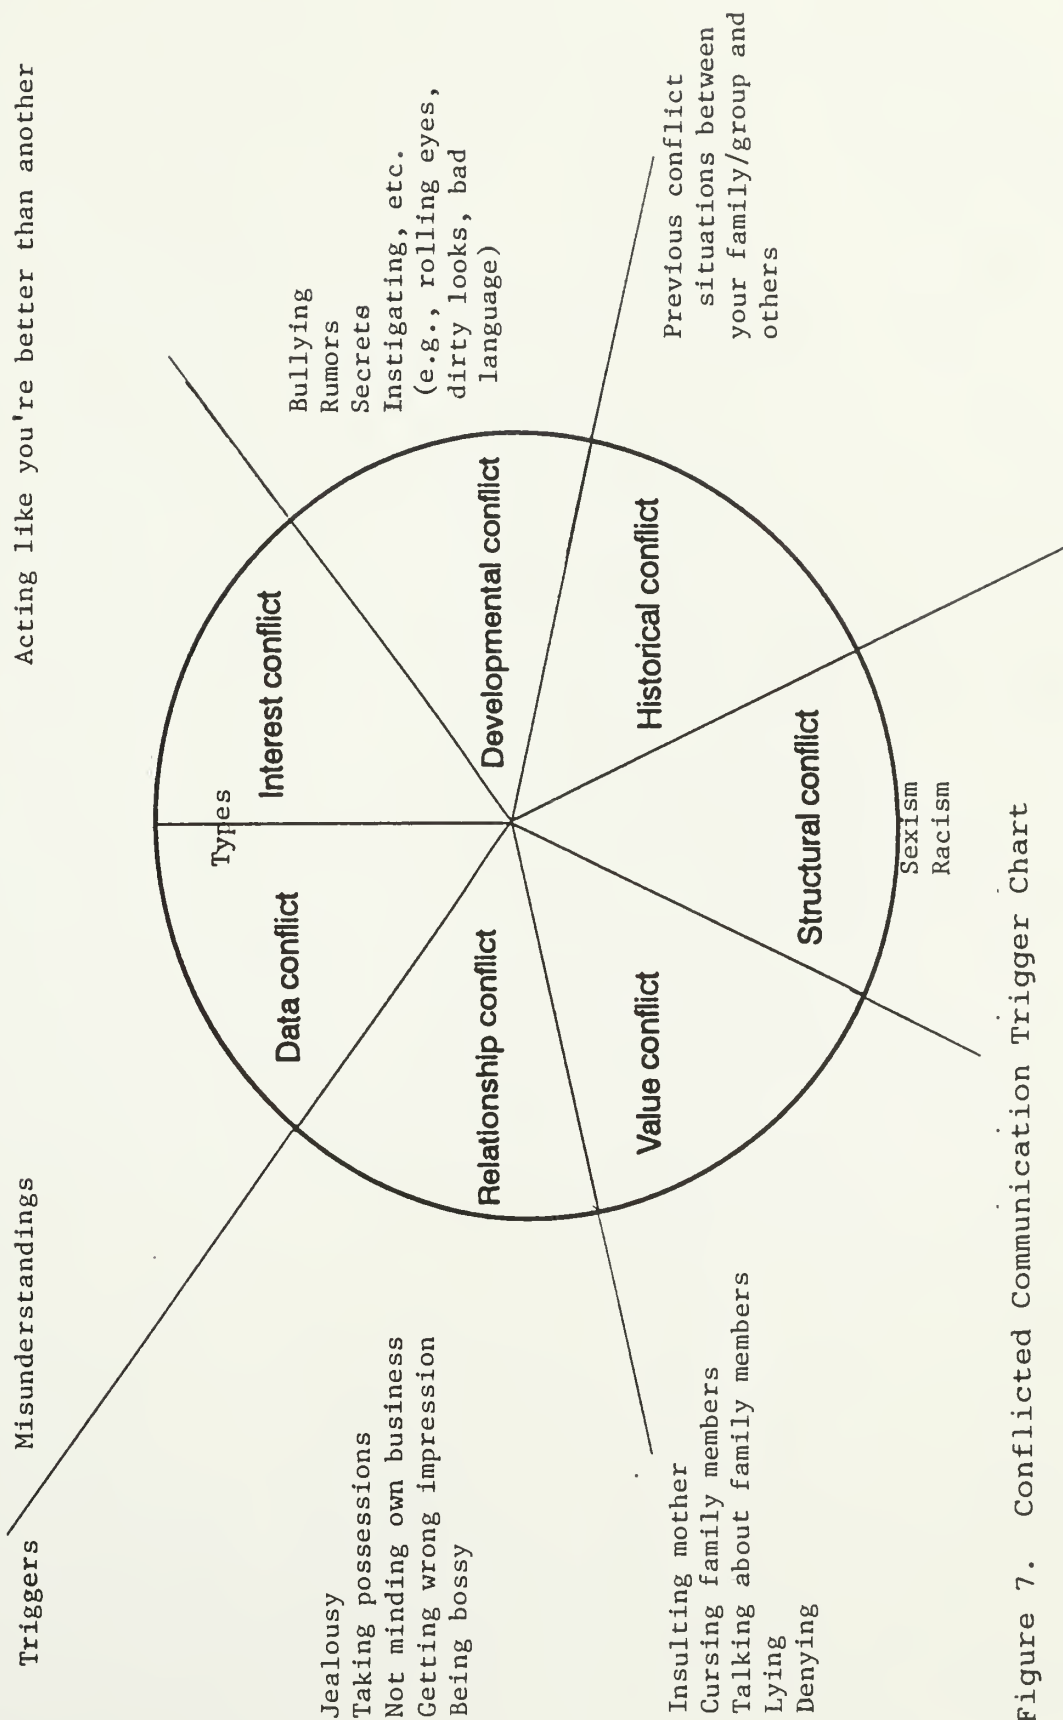 Triggers
Misunderstandings
Acting like you're better than another
Types
Data conflict
Interest conflict
Jealousy
Taking possessions
Not minding own business
Getting wrong impression
Being bossy
Relationship conflict
Developmental conflict
Bullying
Rumors
Secrets
Instigating, etc.
(e.g., rolling eyes,
dirty looks, bad
language)
Insulting mother
Cursing family members
Talking about family members
Lying
Denying
Value conflict
Historical conflict
Previous conflict
situations between
your family/group and
others
Structural conflict
Sexism
Racism
Figure 7. Conflicted Communication Trigger Chart